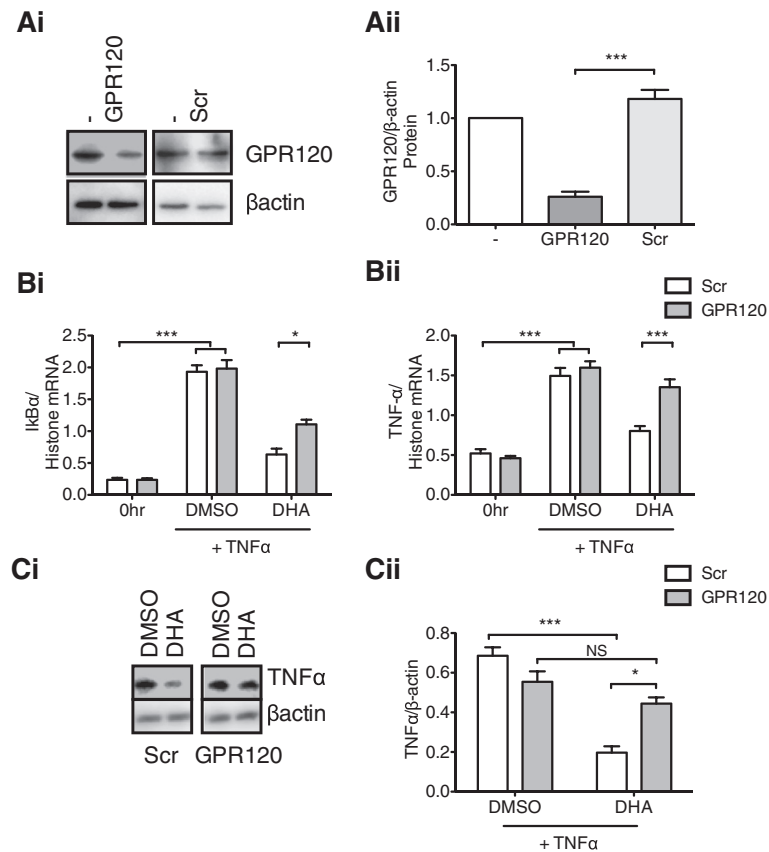 Ai
Aii
-
GPR120
-
Scr
GPR120
βactin
GPR120/β-actin
Protein
1.5
1.0
0.5
0.0
***
-
GPR120
Scr
Bi
Bii
Scr
GPR120
IkBα/
Histone mRNA
2.5
2.0
1.5
1.0
0.5
0.0
***
*
0hr
DMSO
DHA
+ TNFα
TNF-α/
Histone mRNA
2.0
1.5
1.0
0.5
0.0
***
***
0hr
DMSO
DHA
+ TNFα
Ci
Cii
DMSO
DHA
DMSO
DHA
TNFα
βactin
Scr
GPR120
Scr
GPR120
TNFα/β-actin
0.8
0.6
0.4
0.2
0.0
***
NS
*
DMSO
DHA
+ TNFα